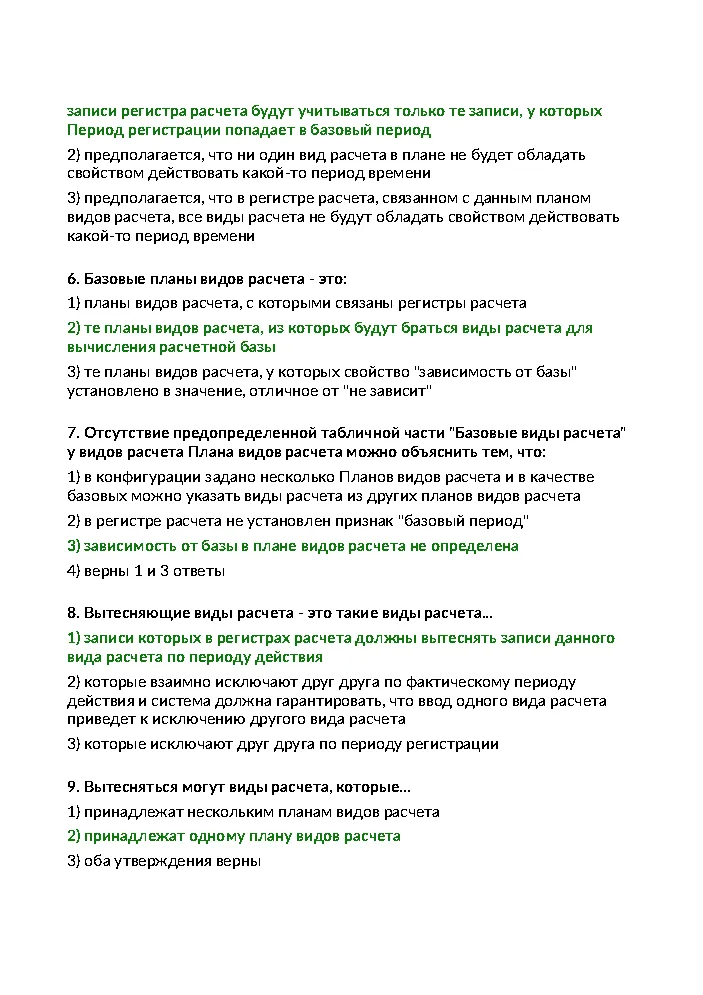 записи регистра расчета будут учитываться только те записи, у которых
Период регистрации попадает в базовый период
2) предполагается, что ни один вид расчета в плане не будет обладать
свойством действовать какой-то период времени
3) предполагается, что в регистре расчета, связанном с данным планом
видов расчета, все виды расчета не будут обладать свойством действовать
какой-то период времени
6. Базовые планы видов расчета - это:
1) планы видов расчета, с которыми связаны регистры расчета
2) те планы видов расчета, из которых будут браться виды расчета для
вычисления расчетной базы
3) те планы видов расчета, у которых свойство "зависимость от базы"
установлено в значение, отличное от "не зависит"
7. Отсутствие предопределенной табличной части "Базовые виды расчета"
у видов расчета Плана видов расчета можно объяснить тем, что:
1) в конфигурации задано несколько Планов видов расчета и в качестве
базовых можно указать виды расчета из других планов видов расчета
2) в регистре расчета не установлен признак "базовый период"
3) зависимость от базы в плане видов расчета не определена
4) верны 1 и 3 ответы
8. Вытесняющие виды расчета - это такие виды расчета...
1) записи которых в регистрах расчета должны вытеснять записи данного
вида расчета по периоду действия
2) которые взаимно исключают друг друга по фактическому периоду
действия и система должна гарантировать, что ввод одного вида расчета
приведет к исключению другого вида расчета
3) которые исключают друг друга по периоду регистрации
9. Вытесняться могут виды расчета, которые...
1) принадлежат нескольким планам видов расчета
2) принадлежат одному плану видов расчета
3) оба утверждения верны